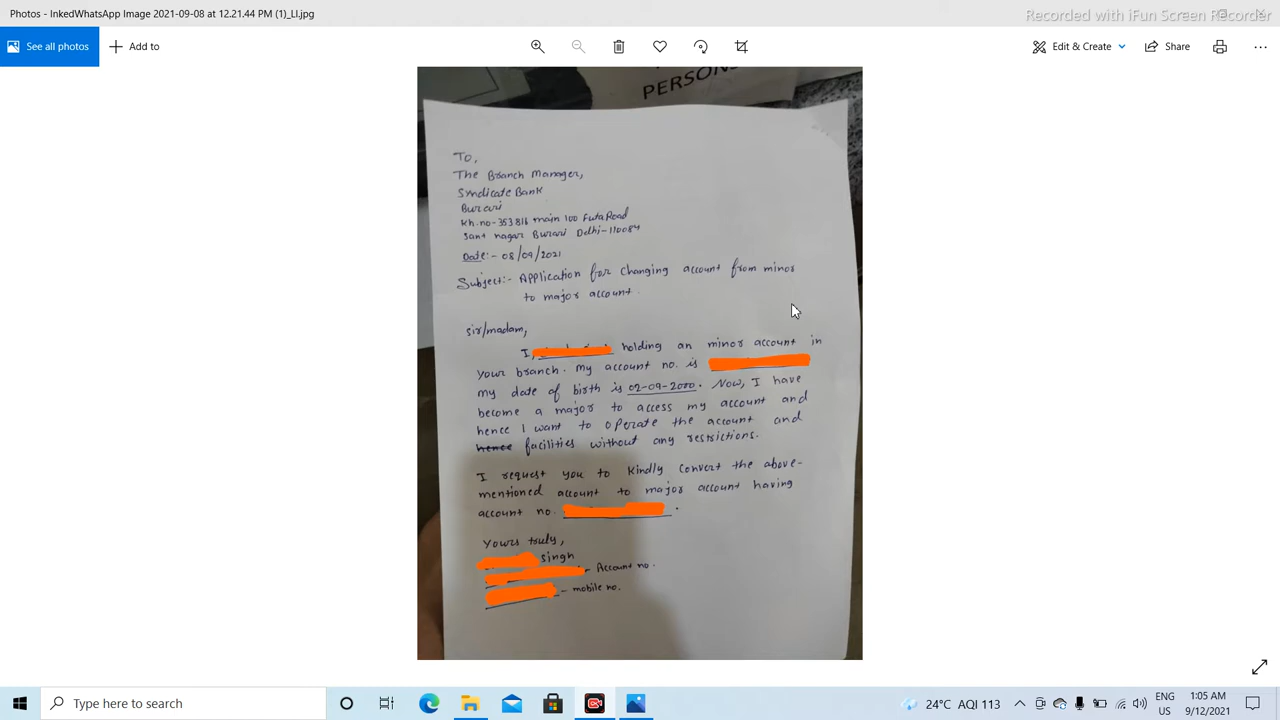 Photos - InkedWhatsApp Image 2021-09-08 at 12.21.44 PM (1)_LI.jpg
Recorded with iFun Screen Recorder
See all photos
Add to
Edit & Create
Share
PERSONS
To,
The Branch Manager,
Syndicate Bank
Burari
Kh.no-353816 main 100 Futa Road
Sant nagar Burari Delhi-110084
Date:- 08/09/2021
Subject:- Application for changing account from minor
to major account.
sir/madam,
I, holding an minor account in
your branch. my account no. is
my date of birth is 02-09-2000. Now, I have
become a major to access my account and
hence I want to operate the account and
hence facilities without any restrictions.
I request you to kindly convert the above-
mentioned account to major account having
account no. .
Yours truly,
singh
- Account no.
- mobile no.
Type here to search
24°C AQI 113
ENG
IN
1:05 AM
9/12/2021